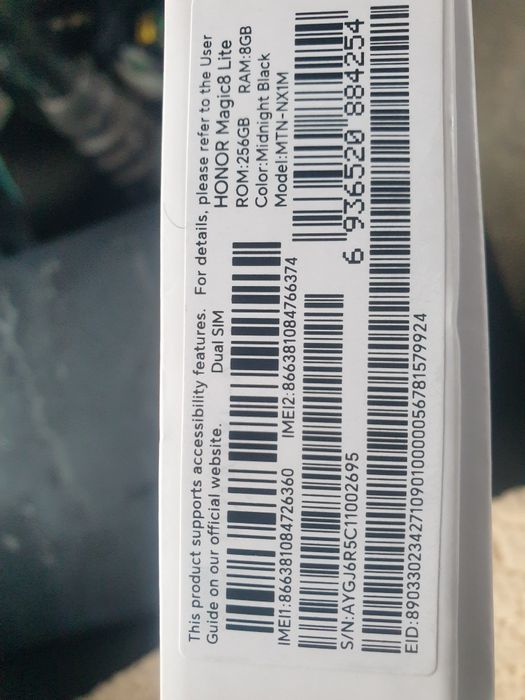 This product supports accessibility features. For details, please refer to the User
Guide on our official website.
Dual SIM
HONOR Magic8 Lite
ROM:256GB RAM:8GB
Color:Midnight Black
Model:MTN-NX1M
IMEI1:866381084726360
IMEI2:866381084766374
6 936520 884254
S/N:AYGJ6R5C11002695
EID:89033023427109010000056781579924